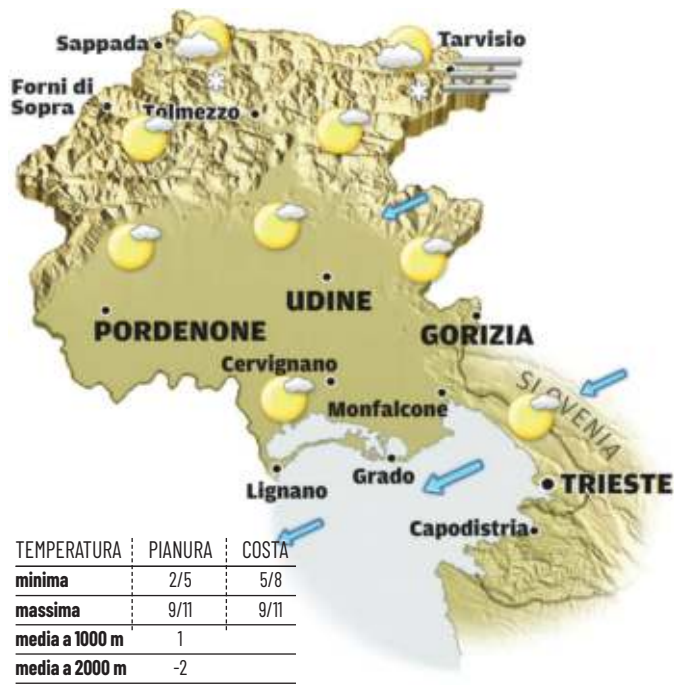 Sappada
Tarvisio
Forni di
Sopra
Tolmezzo
UDINE
PORDENONE
GORIZIA
Cervignano
SLOVENIA
Monfalcone
Grado
Lignano
TRIESTE
Capodistria
TEMPERATURA PIANURA COSTA
minima 2/5 5/8
massima 9/11 9/11
media a 1000 m 1
media a 2000 m -2